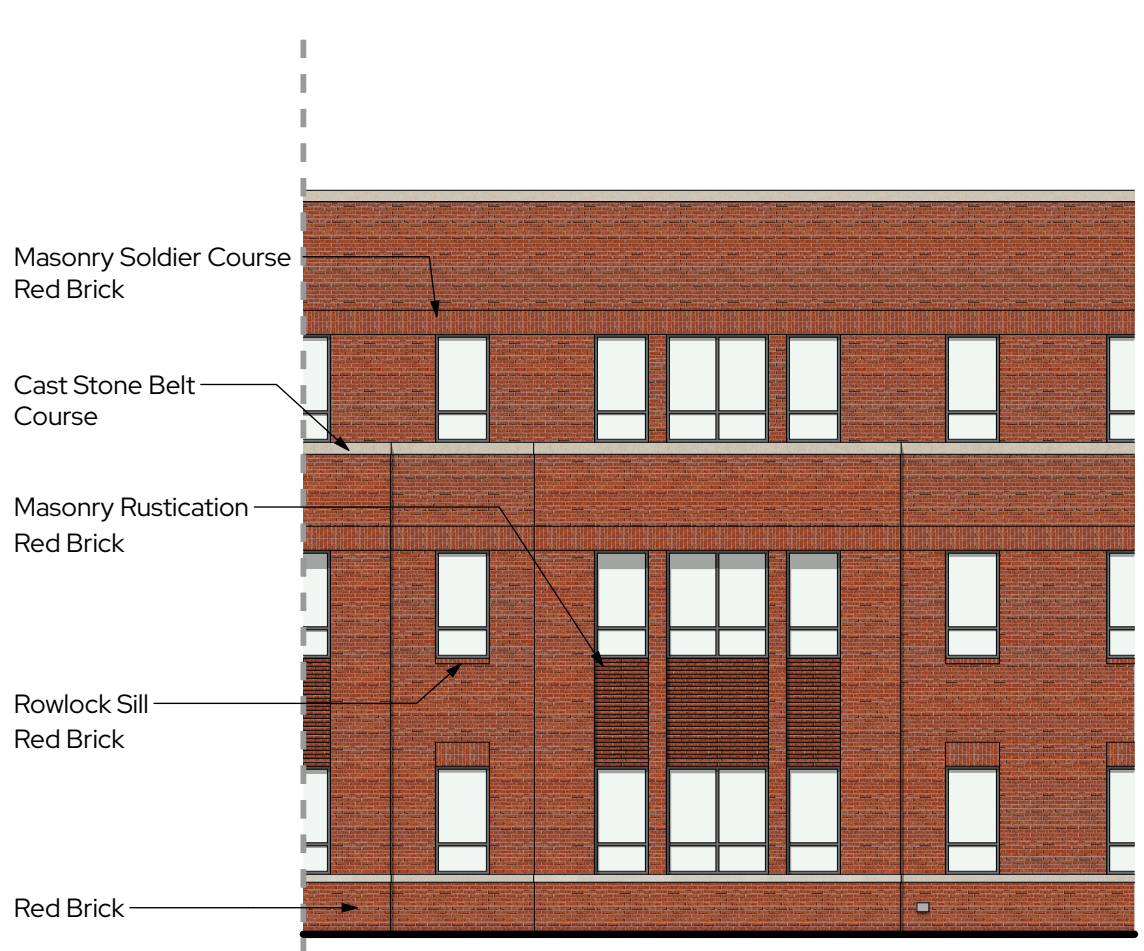 Masonry Soldier Course
Red Brick
Cast Stone Belt
Course
Masonry Rustication
Red Brick
Rowlock Sill
Red Brick
Red Brick